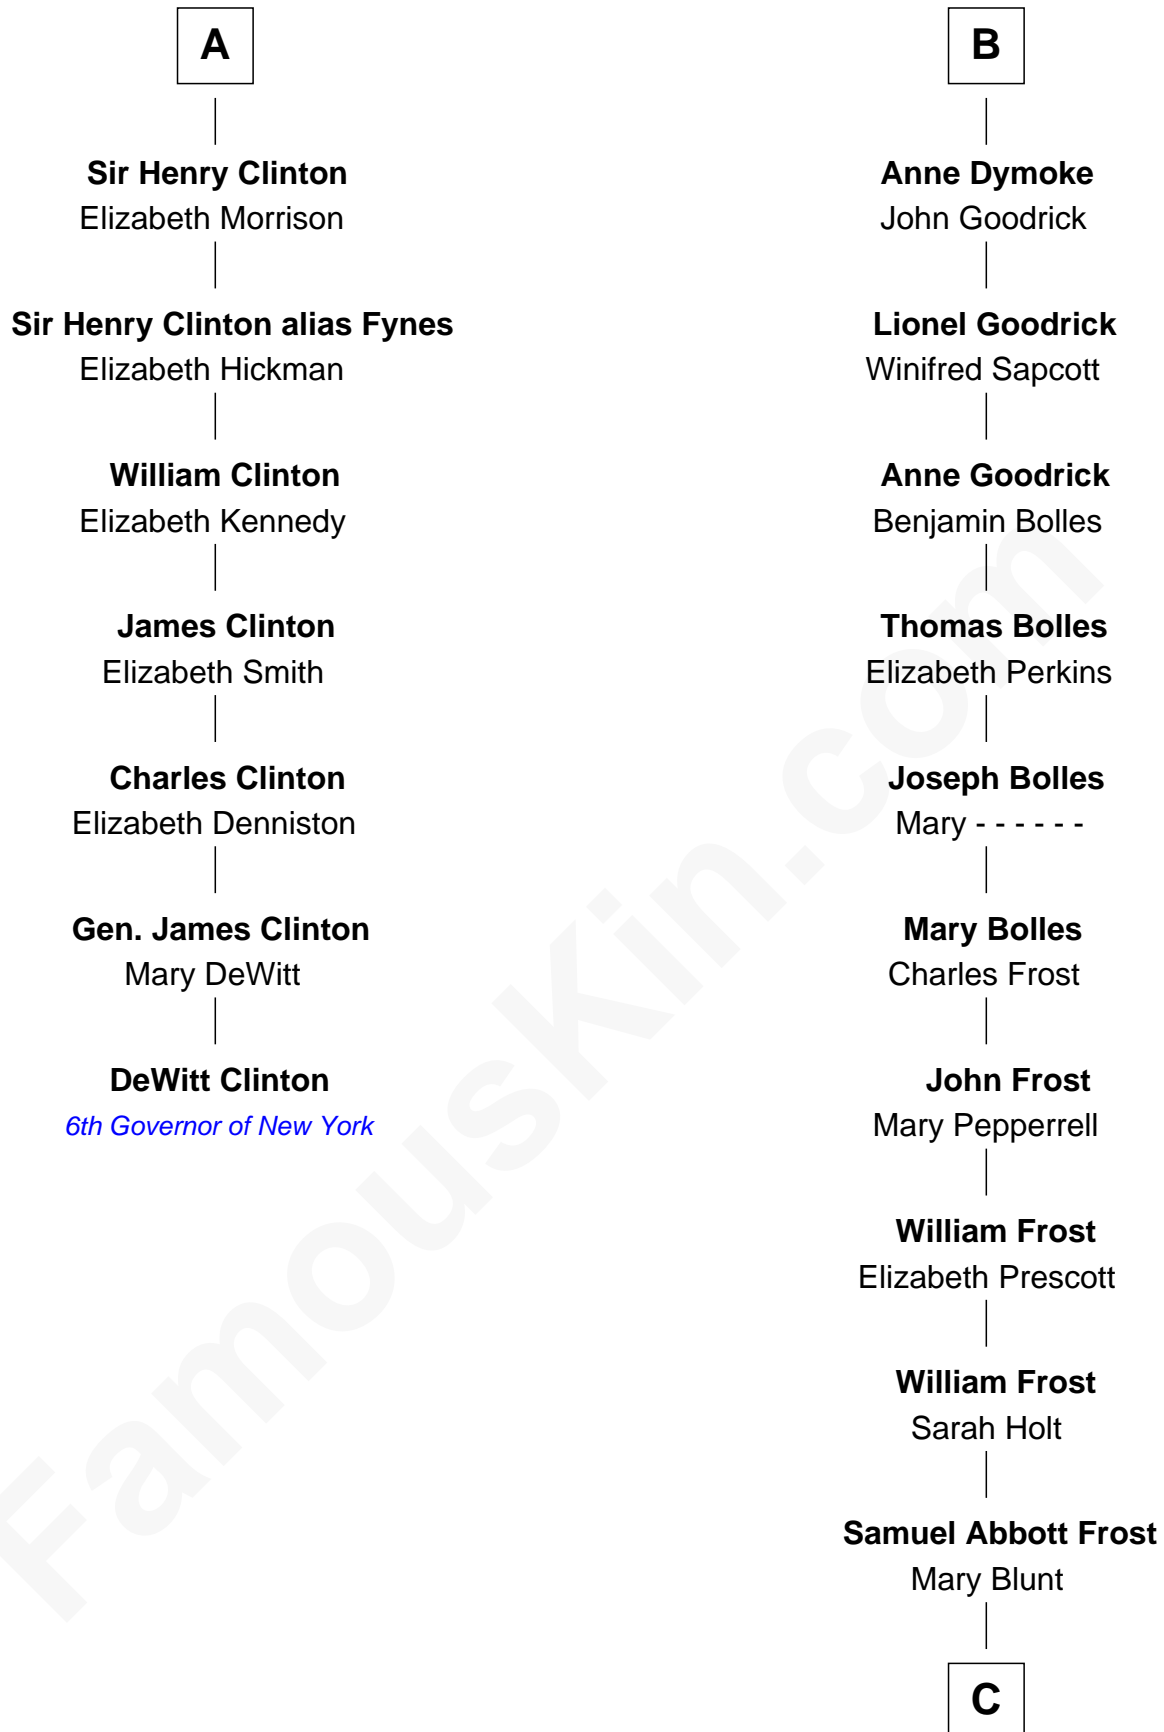 A
Sir Henry Clinton
Elizabeth Morrison
Sir Henry Clinton alias Fynes
Elizabeth Hickman
William Clinton
Elizabeth Kennedy
James Clinton
Elizabeth Smith
Charles Clinton
Elizabeth Denniston
Gen. James Clinton
Mary DeWitt
DeWitt Clinton
6th Governor of New York
B
Anne Dymoke
John Goodrick
Lionel Goodrick
Winifred Sapcott
Anne Goodrick
Benjamin Bolles
Thomas Bolles
Elizabeth Perkins
Joseph Bolles
Mary - - - - - -
Mary Bolles
Charles Frost
John Frost
Mary Pepperrell
William Frost
Elizabeth Prescott
William Frost
Sarah Holt
Samuel Abbott Frost
Mary Blunt
C
FamousKin.com